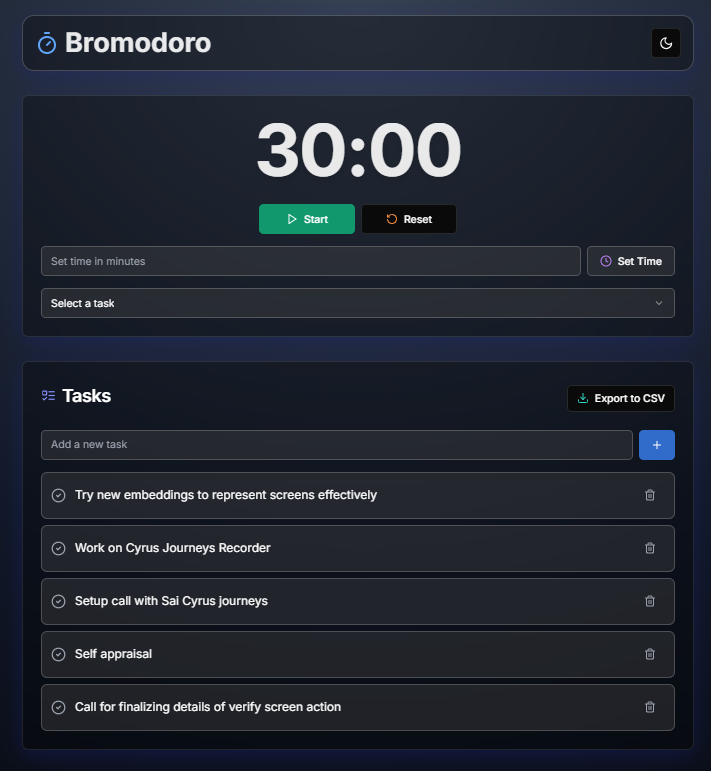 Bromodoro
30:00
Start
Reset
Set time in minutes
Set Time
Select a task
Tasks
Export to CSV
Add a new task
Try new embeddings to represent screens effectively
Work on Cyrus Journeys Recorder
Setup call with Sai Cyrus journeys
Self appraisal
Call for finalizing details of verify screen action